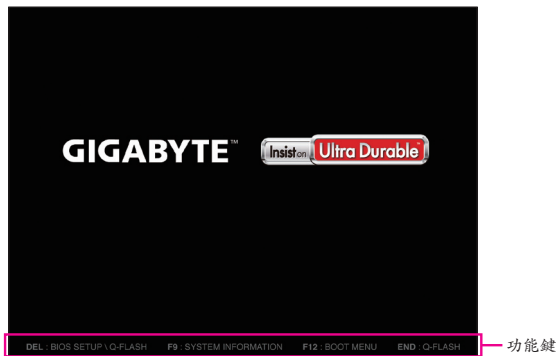 GIGABYTE™
Insist on Ultra Durable™
DEL : BIOS SETUP \ Q-FLASH F9 : SYSTEM INFORMATION F12 : BOOT MENU END : Q-FLASH
功能鍵